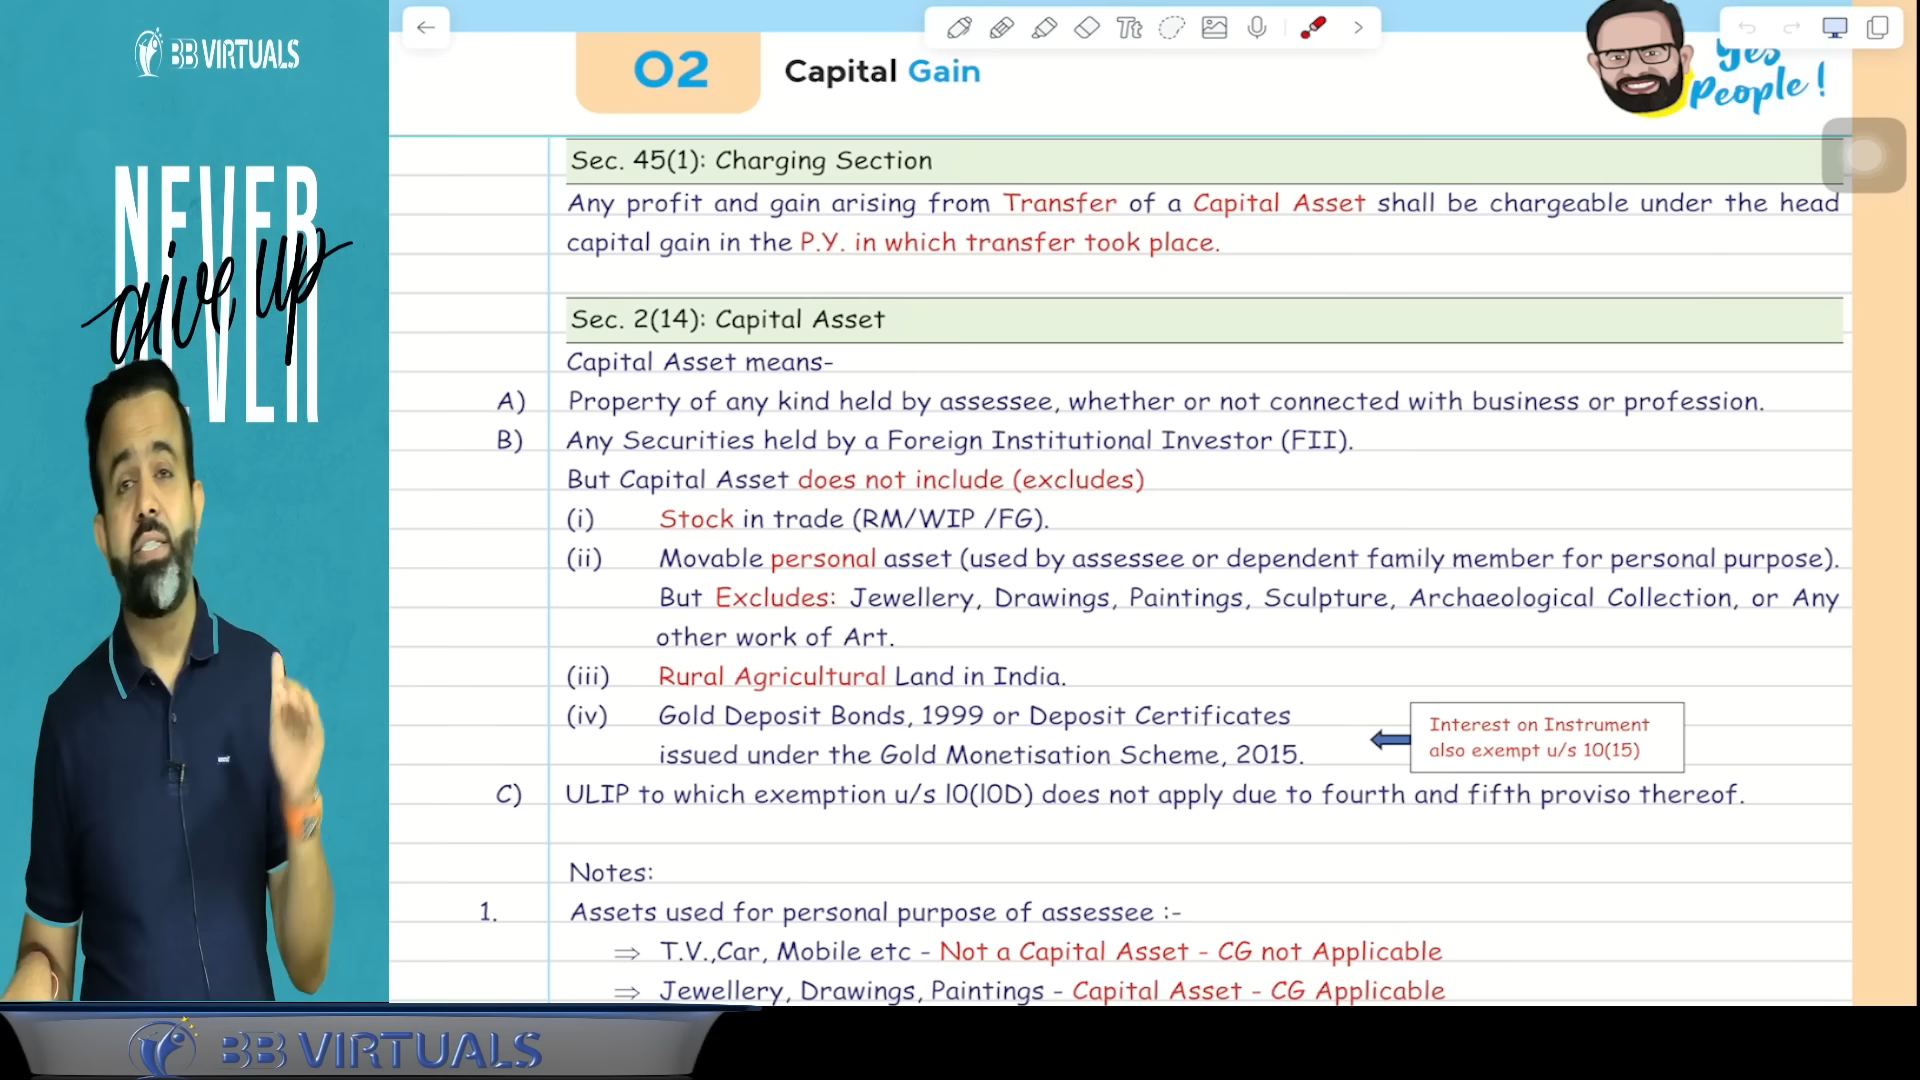 BB VIRTUALS
NEVER
give up
NEVER
02
Capital Gain
Yes
People !
Tt
Sec. 45(1): Charging Section
Any profit and gain arising from Transfer of a Capital Asset shall be chargeable under the head
capital gain in the P.Y. in which transfer took place.
Sec. 2(14): Capital Asset
Capital Asset means-
A) Property of any kind held by assessee, whether or not connected with business or profession.
B) Any Securities held by a Foreign Institutional Investor (FII).
But Capital Asset does not include (excludes)
(i) Stock in trade (RM/WIP /FG).
(ii) Movable personal asset (used by assessee or dependent family member for personal purpose).
But Excludes: Jewellery, Drawings, Paintings, Sculpture, Archaeological Collection, or Any
other work of Art.
(iii) Rural Agricultural Land in India.
(iv) Gold Deposit Bonds, 1999 or Deposit Certificates
issued under the Gold Monetisation Scheme, 2015.
Interest on Instrument
also exempt u/s 10(15)
C) ULIP to which exemption u/s l0(l0D) does not apply due to fourth and fifth proviso thereof.
Notes:
1. Assets used for personal purpose of assessee :-
⇒ T.V.,Car, Mobile etc - Not a Capital Asset - CG not Applicable
⇒ Jewellery, Drawings, Paintings - Capital Asset - CG Applicable
BB VIRTUALS